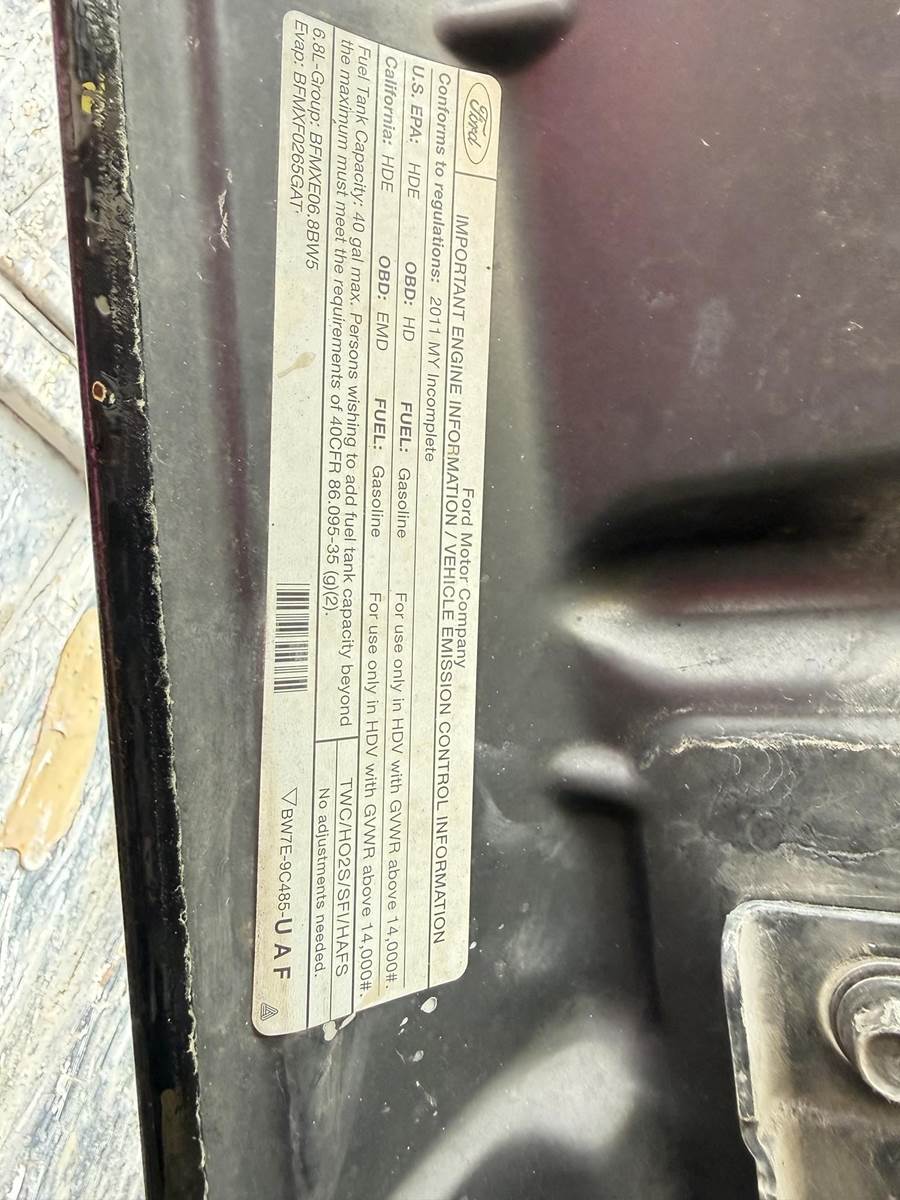 Ford
Ford Motor Company
IMPORTANT ENGINE INFORMATION / VEHICLE EMISSION CONTROL INFORMATION
Conforms to regulations: 2011 MY Incomplete
U.S. EPA: HDE OBD: HD FUEL: Gasoline For use only in HDV with GVWR above 14,000#.
California: HDE OBD: EMD FUEL: Gasoline For use only in HDV with GVWR above 14,000#.
Fuel Tank Capacity: 40 gal max. Persons wishing to add fuel tank capacity beyond
the maximum must meet the requirements of 40CFR 86.095-35 (g)(2).
TWC/HO2S/SFI/HAFS
No adjustments needed.
6.8L-Group: BFMXE06.8BW5
Evap: BFMXF0265GAT
▽ BW7E-9C485-U A F